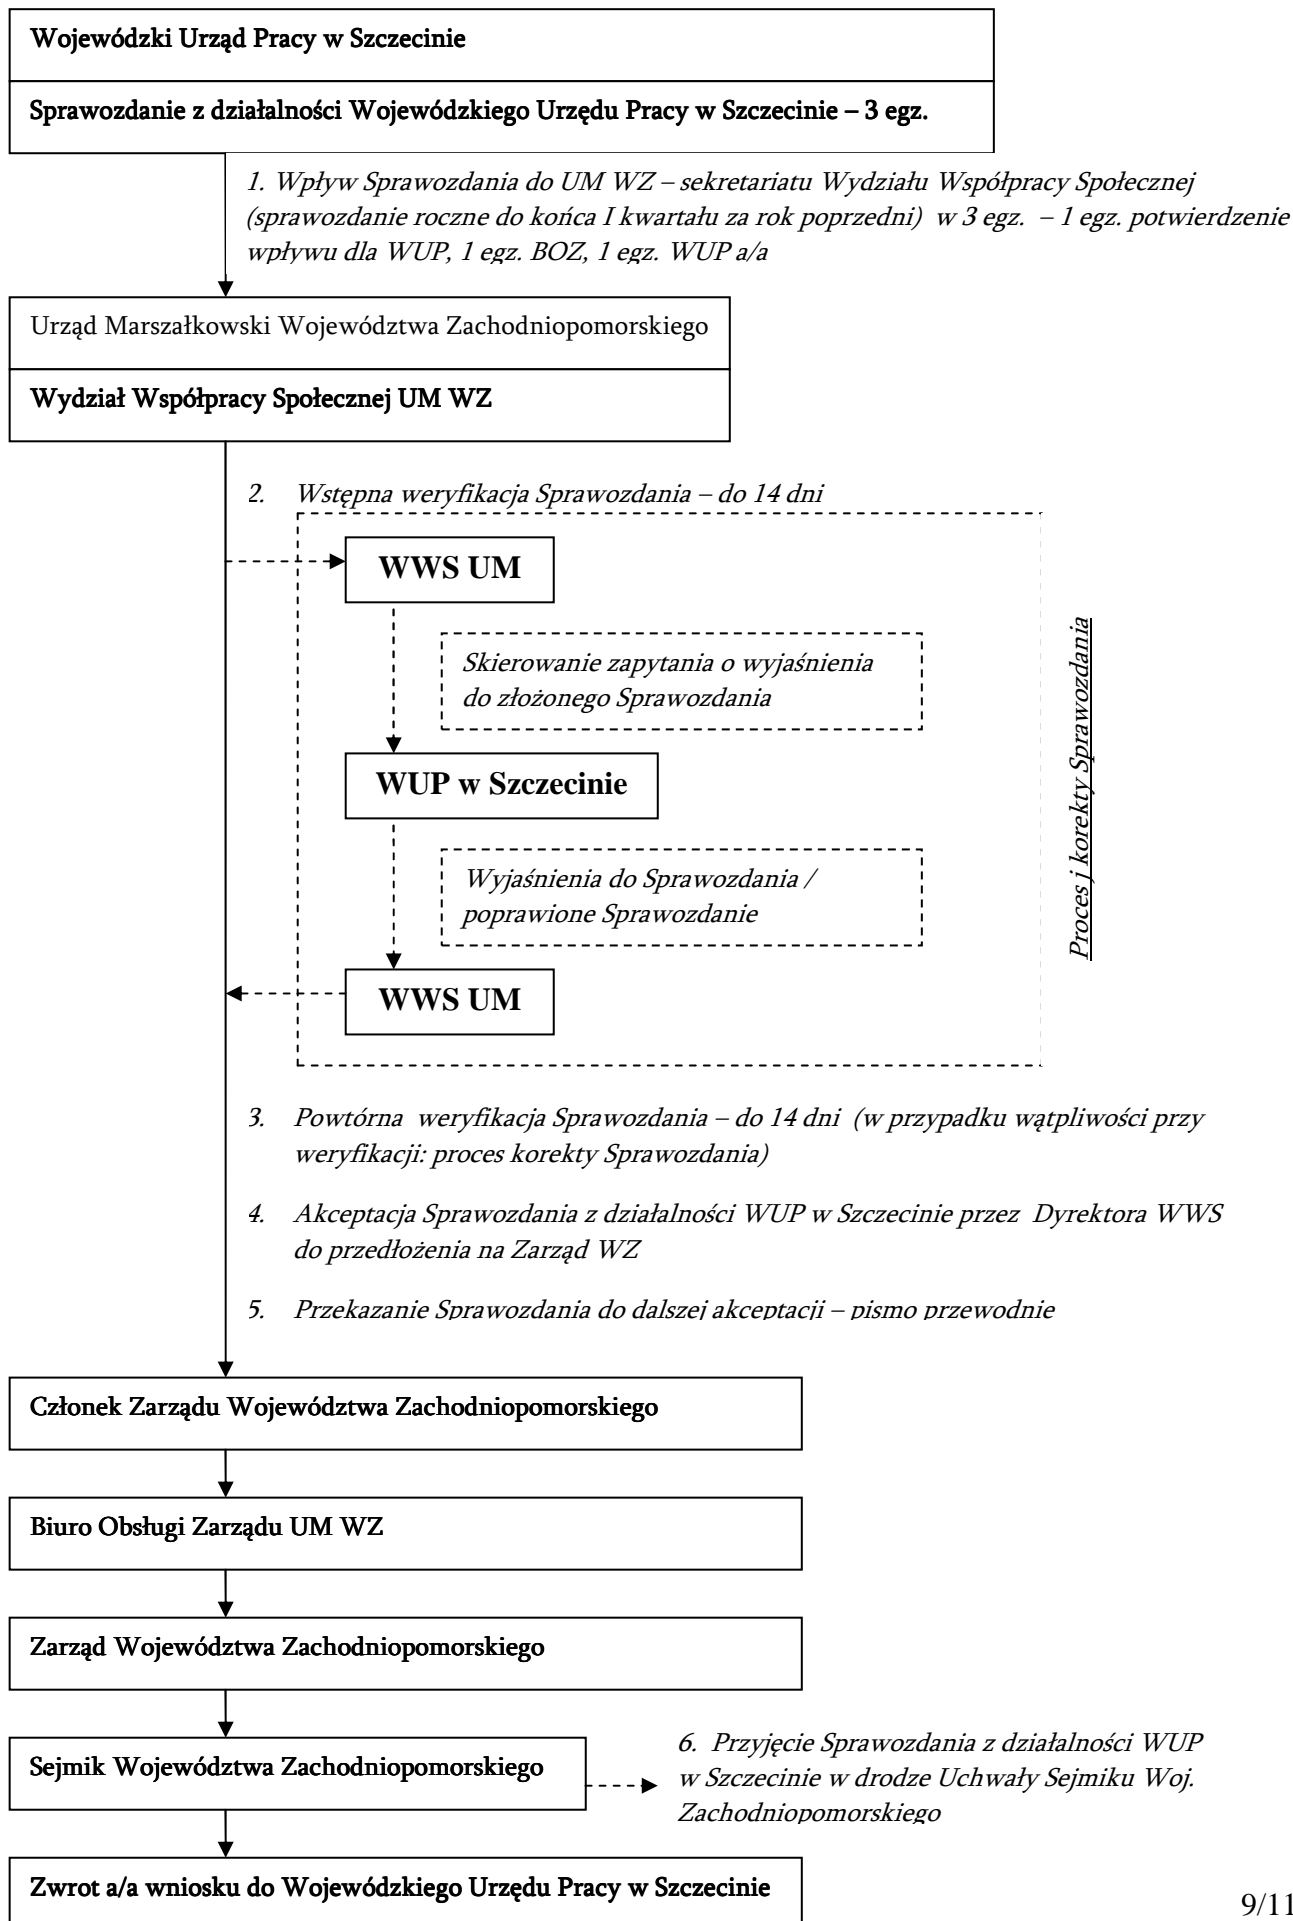 Wojewódzki Urząd Pracy w Szczecinie
Sprawozdanie z działalności Wojewódzkiego Urzędu Pracy w Szczecinie – 3 egz.
1. Wpływ Sprawozdania do UM WZ – sekretariatu Wydziału Współpracy Społecznej
(sprawozdanie roczne do końca I kwartału za rok poprzedni) w 3 egz. – 1 egz. potwierdzenie
wpływu dla WUP, 1 egz. BOZ, 1 egz. WUP a/a
Urząd Marszałkowski Województwa Zachodniopomorskiego
Wydział Współpracy Społecznej UM WZ
2. Wstępna weryfikacja Sprawozdania – do 14 dni
WWS UM
Skierowanie zapytania o wyjaśnienia
do złożonego Sprawozdania
WUP w Szczecinie
Wyjaśnienia do Sprawozdania /
poprawione Sprawozdanie
WWS UM
Proces j korekty Sprawozdania
3. Powtórna weryfikacja Sprawozdania – do 14 dni (w przypadku wątpliwości przy
weryfikacji: proces korekty Sprawozdania)
4. Akceptacja Sprawozdania z działalności WUP w Szczecinie przez Dyrektora WWS
do przedłożenia na Zarząd WZ
5. Przekazanie Sprawozdania do dalszej akceptacji – pismo przewodnie
Członek Zarządu Województwa Zachodniopomorskiego
Biuro Obsługi Zarządu UM WZ
Zarząd Województwa Zachodniopomorskiego
Sejmik Województwa Zachodniopomorskiego
6. Przyjęcie Sprawozdania z działalności WUP
w Szczecinie w drodze Uchwały Sejmiku Woj.
Zachodniopomorskiego
Zwrot a/a wniosku do Wojewódzkiego Urzędu Pracy w Szczecinie
9/11